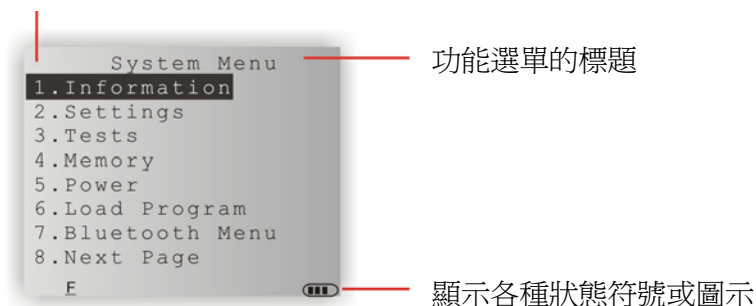 System Menu
功能選單的標題
1.Information
2.Settings
3.Tests
4.Memory
5.Power
6.Load Program
7.Bluetooth Menu
8.Next Page
F
顯示各種狀態符號或圖示